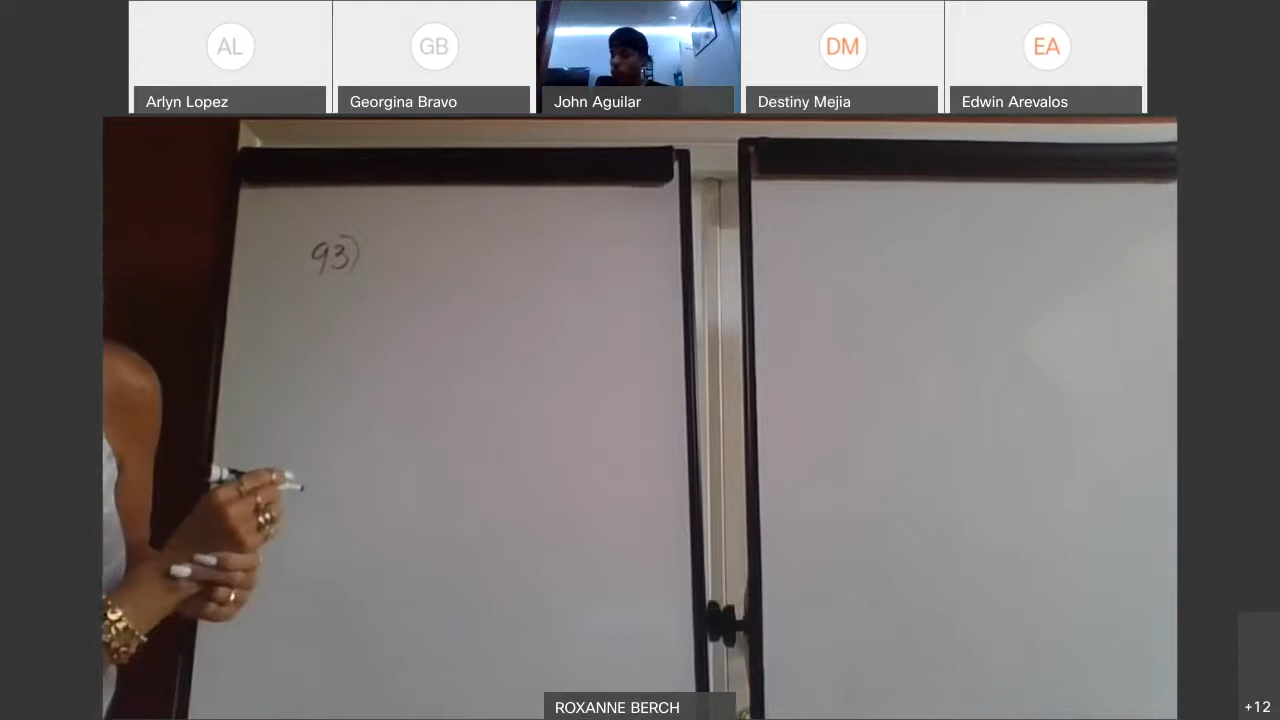 AL
GB
DM
EA
Arlyn Lopez
Georgina Bravo
John Aguilar
Destiny Mejia
Edwin Arevalos
93)
ROXANNE BERCH
+12